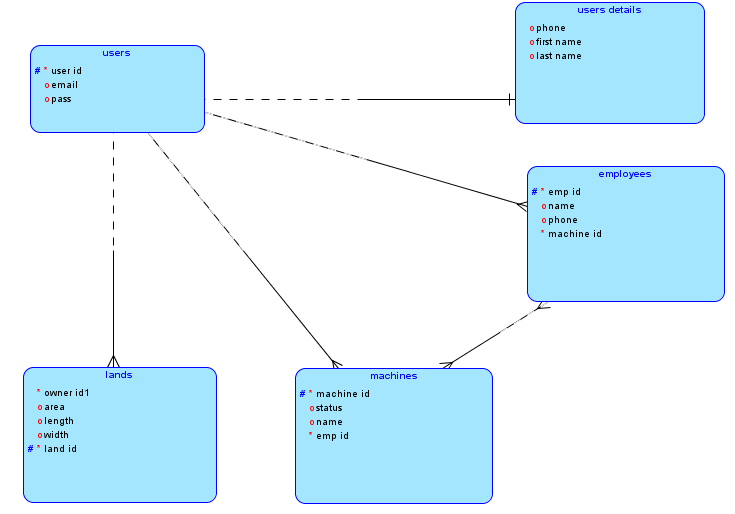 users details
o phone
o first name
o last name
users
# * user id
o email
o pass
employees
# * emp id
o name
o phone
* machine id
lands
* owner id1
o area
o length
o width
# * land id
machines
# * machine id
o status
o name
* emp id